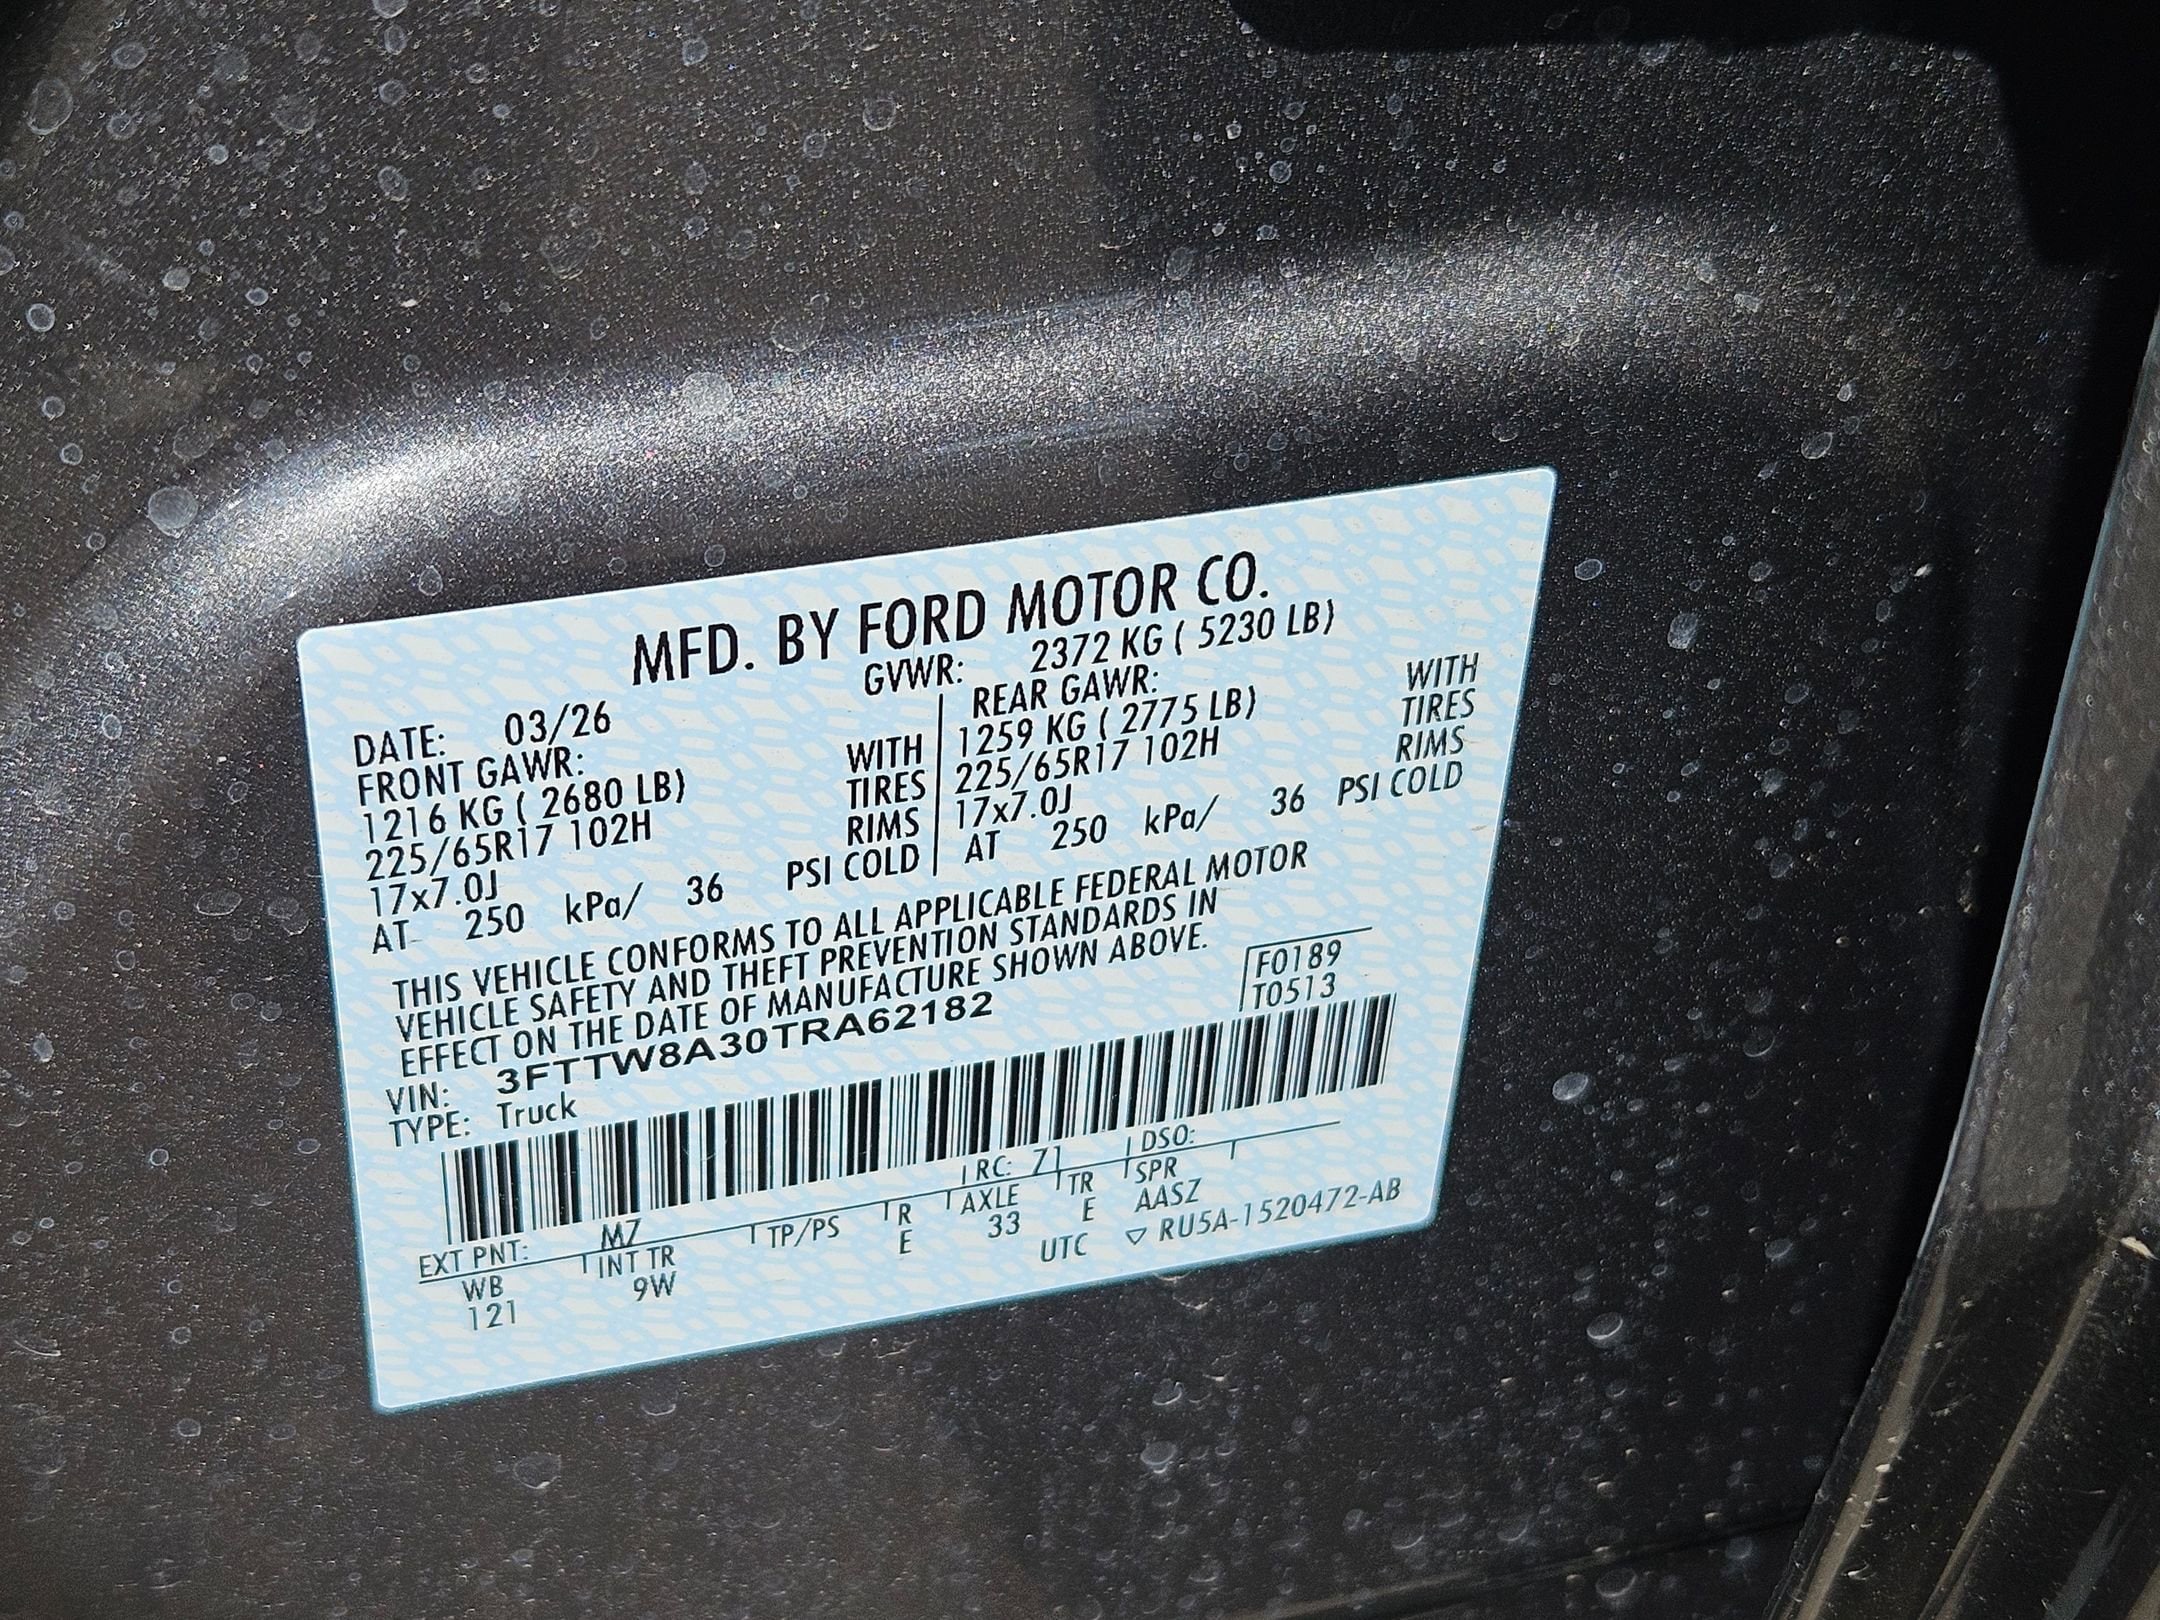 MFD. BY FORD MOTOR CO.
DATE: 03/26 GVWR: 2372 KG ( 5230 LB)
FRONT GAWR: REAR GAWR:
1216 KG ( 2680 LB) WITH 1259 KG ( 2775 LB) WITH
225/65R17 102H TIRES 225/65R17 102H TIRES
17x7.0J RIMS 17x7.0J RIMS
AT 250 kPa/ 36 PSI COLD AT 250 kPa/ 36 PSI COLD
THIS VEHICLE CONFORMS TO ALL APPLICABLE FEDERAL MOTOR
VEHICLE SAFETY AND THEFT PREVENTION STANDARDS IN
EFFECT ON THE DATE OF MANUFACTURE SHOWN ABOVE.
F0189
VIN: 3FTTW8A30TRA62182 T0513
TYPE: Truck
EXT PNT: MZ RC: 71 DSO:
WB INT TR TP/PS R AXLE TR SPR
121 9W E 33 E AASZ
UTC ▽ RU5A-1520472-AB